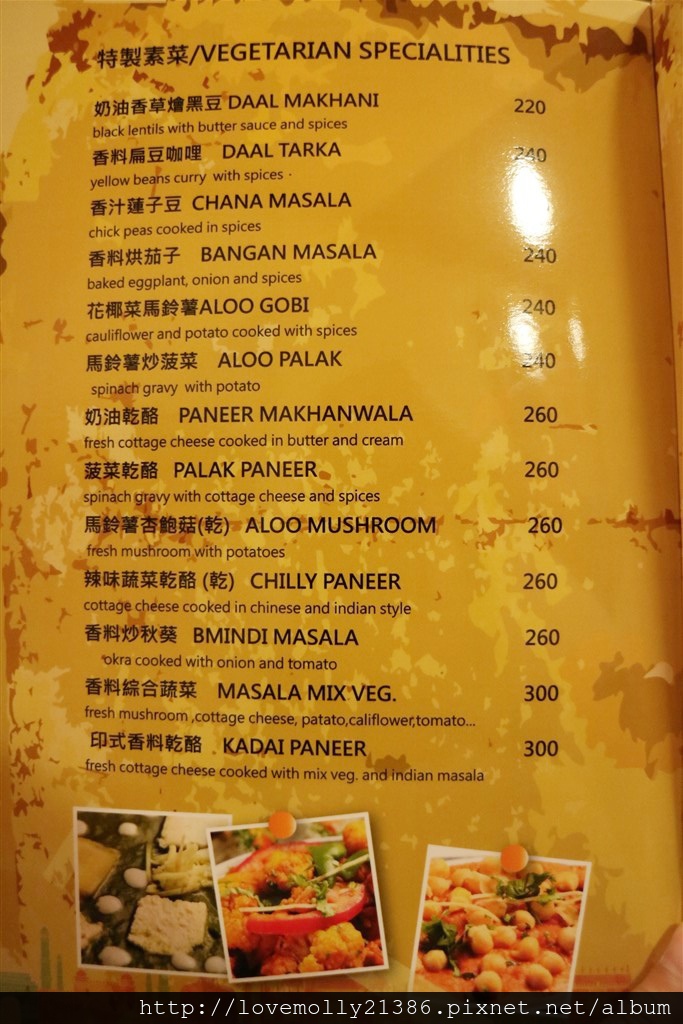 特製素菜/VEGETARIAN SPECIALITIES
奶油香草燴黑豆 DAAL MAKHANI 220
black lentils with butter sauce and spices
香料扁豆咖哩 DAAL TARKA 240
yellow beans curry with spices
香汁蓮子豆 CHANA MASALA
chick peas cooked in spices
香料烘茄子 BANGAN MASALA 240
baked eggplant, onion and spices
花椰菜馬鈴薯ALOO GOBI 240
cauliflower and potato cooked with spices
馬鈴薯炒菠菜 ALOO PALAK 240
spinach gravy with potato
奶油乾酪 PANEER MAKHANWALA 260
fresh cottage cheese cooked in butter and cream
菠菜乾酪 PALAK PANEER 260
spinach gravy with cottage cheese and spices
馬鈴薯杏鮑菇(乾) ALOO MUSHROOM 260
fresh mushroom with potatoes
辣味蔬菜乾酪 (乾) CHILLY PANEER 260
cottage cheese cooked in chinese and indian style
香料炒秋葵 BMINDI MASALA 260
okra cooked with onion and tomato
香料綜合蔬菜 MASALA MIX VEG. 300
fresh mushroom ,cottage cheese, patato,califlower,tomato...
印式香料乾酪 KADAI PANEER 300
fresh cottage cheese cooked with mix veg. and indian masala
http://lovemolly21386.pixnet.net/album